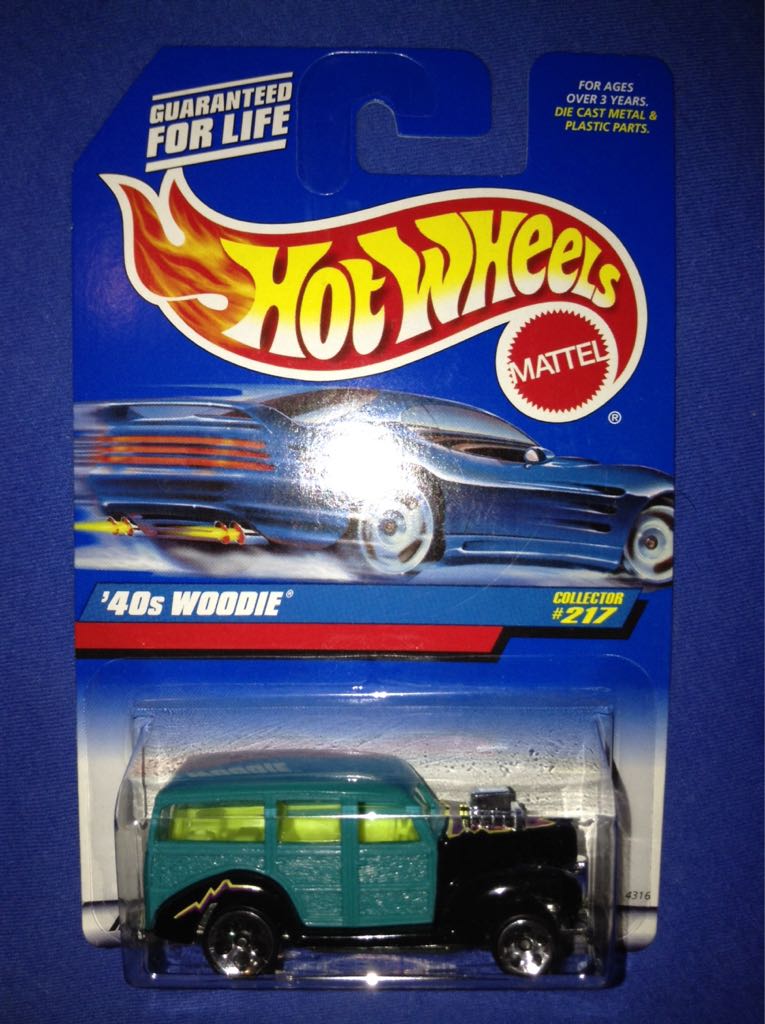 GUARANTEED
FOR LIFE
FOR AGES
OVER 3 YEARS.
DIE CAST METAL &
PLASTIC PARTS.
HOT WHEELS
MATTEL
®
'40s WOODIE®
COLLECTOR
#217
WOODIE
4316